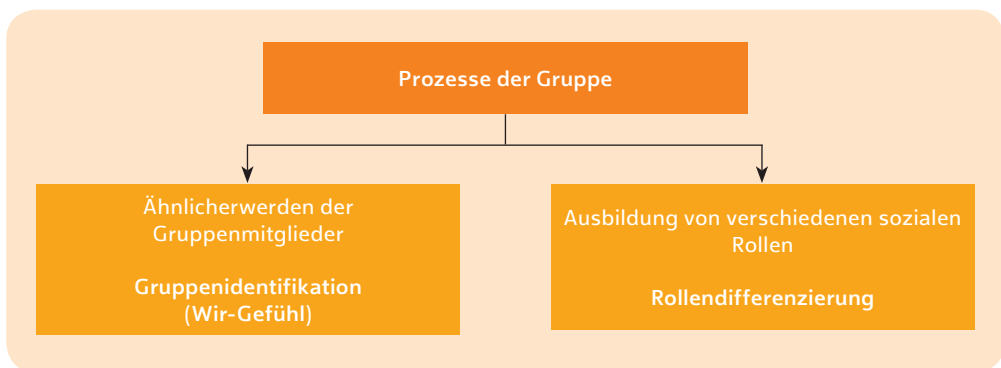 Prozesse der Gruppe
Ähnlicherwerden der
Gruppenmitglieder
Gruppenidentifikation
(Wir-Gefühl)
Ausbildung von verschiedenen sozialen
Rollen
Rollendifferenzierung